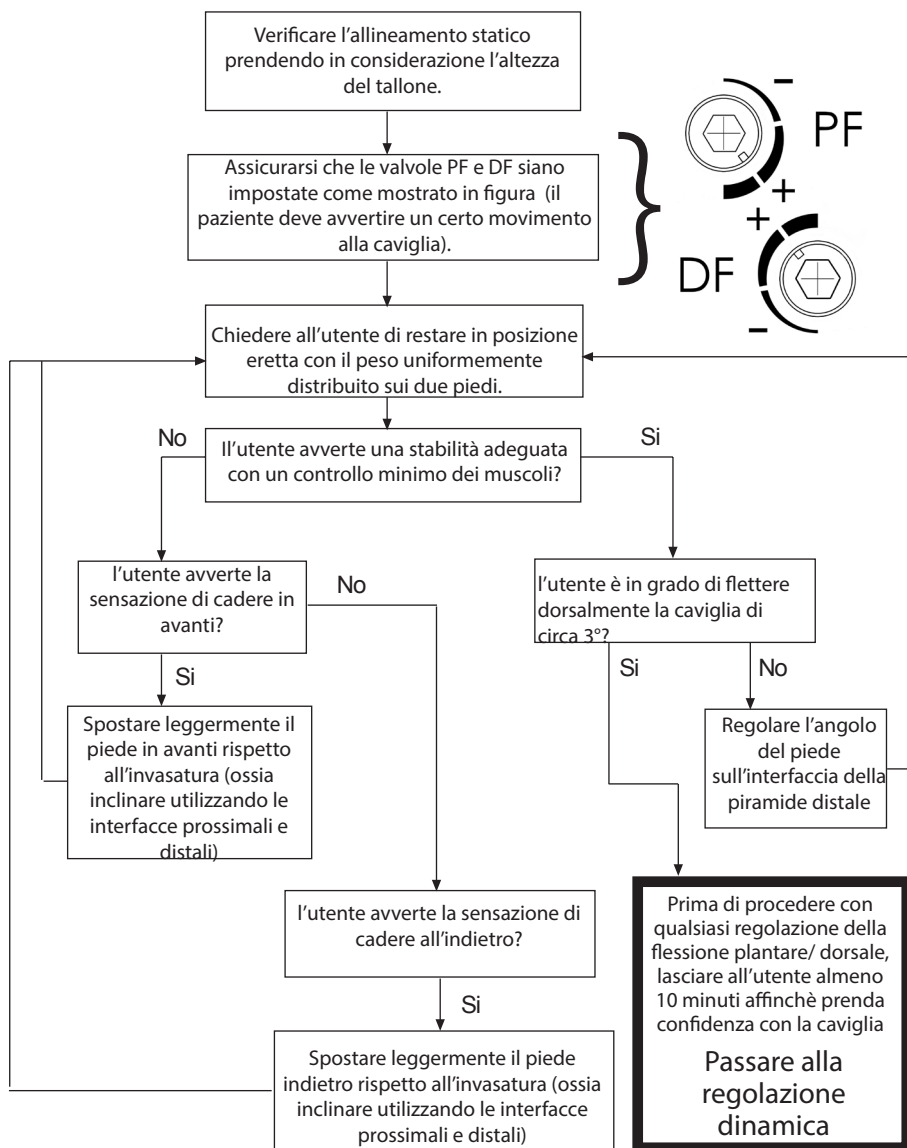 Verificare l’allineamento statico
prendendo in considerazione l’altezza
del tallone.
Assicurarsi che le valvole PF e DF siano
impostate come mostrato in figura (il
paziente deve avvertire un certo movimento
alla caviglia).
–
PF
+
+
DF
–
Chiedere all’utente di restare in posizione
eretta con il peso uniformemente
distribuito sui due piedi.
No
Il’utente avverte una stabilità adeguata
con un controllo minimo dei muscoli?
Si
l’utente avverte la
sensazione di cadere in
avanti?
No
Si
Spostare leggermente il
piede in avanti rispetto
all’invasatura (ossia
inclinare utilizzando le
interfacce prossimali e
distali)
l’utente è in grado di flettere
dorsalmente la caviglia di
circa 3°?
Si
No
Regolare l’angolo
del piede
sull’interfaccia della
piramide distale
l’utente avverte la sensazione di
cadere all’indietro?
Si
Spostare leggermente il piede
indietro rispetto all’invasatura (ossia
inclinare utilizzando le interfacce
prossimali e distali)
Prima di procedere con
qualsiasi regolazione della
flessione plantare/ dorsale,
lasciare all’utente almeno
10 minuti affinchè prenda
confidenza con la caviglia
Passare alla
regolazione
dinamica